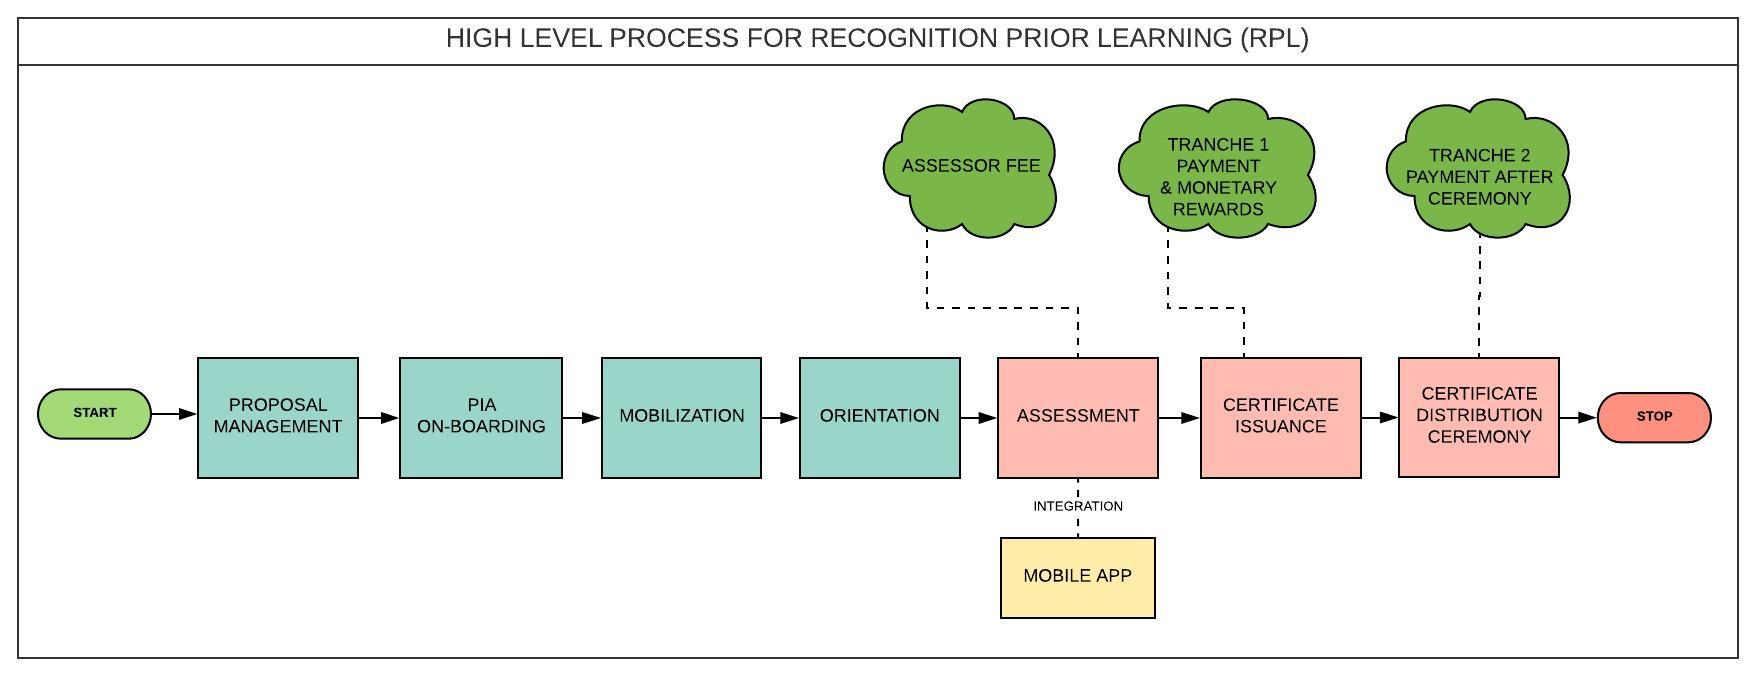 HIGH LEVEL PROCESS FOR RECOGNITION PRIOR LEARNING (RPL)
ASSESSOR FEE
TRANCHE 1
PAYMENT
& MONETARY
REWARDS
TRANCHE 2
PAYMENT AFTER
CEREMONY
START
PROPOSAL
MANAGEMENT
PIA
ON-BOARDING
MOBILIZATION
ORIENTATION
ASSESSMENT
CERTIFICATE
ISSUANCE
CERTIFICATE
DISTRIBUTION
CEREMONY
STOP
INTEGRATION
MOBILE APP